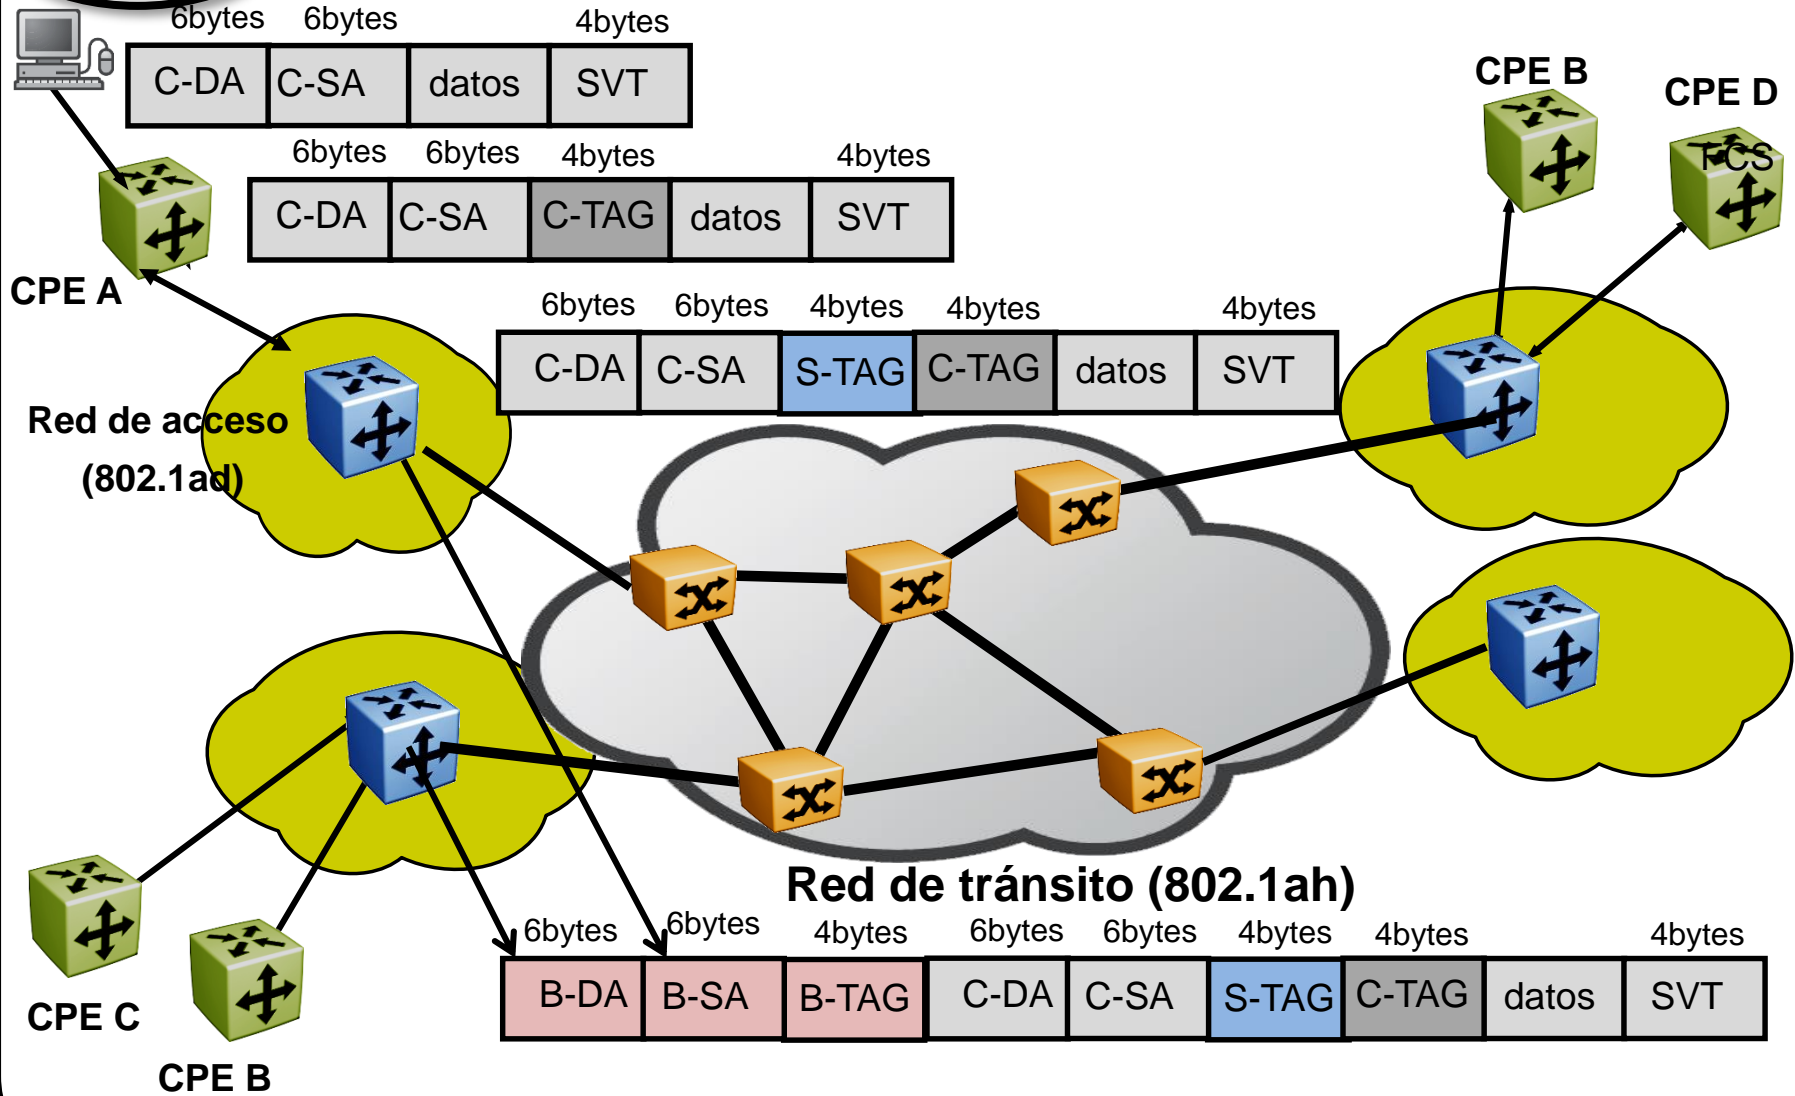 6bytes 6bytes 4bytes
C-DA C-SA datos SVT
CPE B
CPE D
6bytes 6bytes 4bytes 4bytes
FCS
C-DA C-SA C-TAG datos SVT
CPE A
6bytes 6bytes 4bytes 4bytes 4bytes
C-DA C-SA S-TAG C-TAG datos SVT
Red de acceso
(802.1ad)
Red de tránsito (802.1ah)
6bytes 6bytes 4bytes 6bytes 6bytes 4bytes 4bytes 4bytes
B-DA B-SA B-TAG C-DA C-SA S-TAG C-TAG datos SVT
CPE C
CPE B